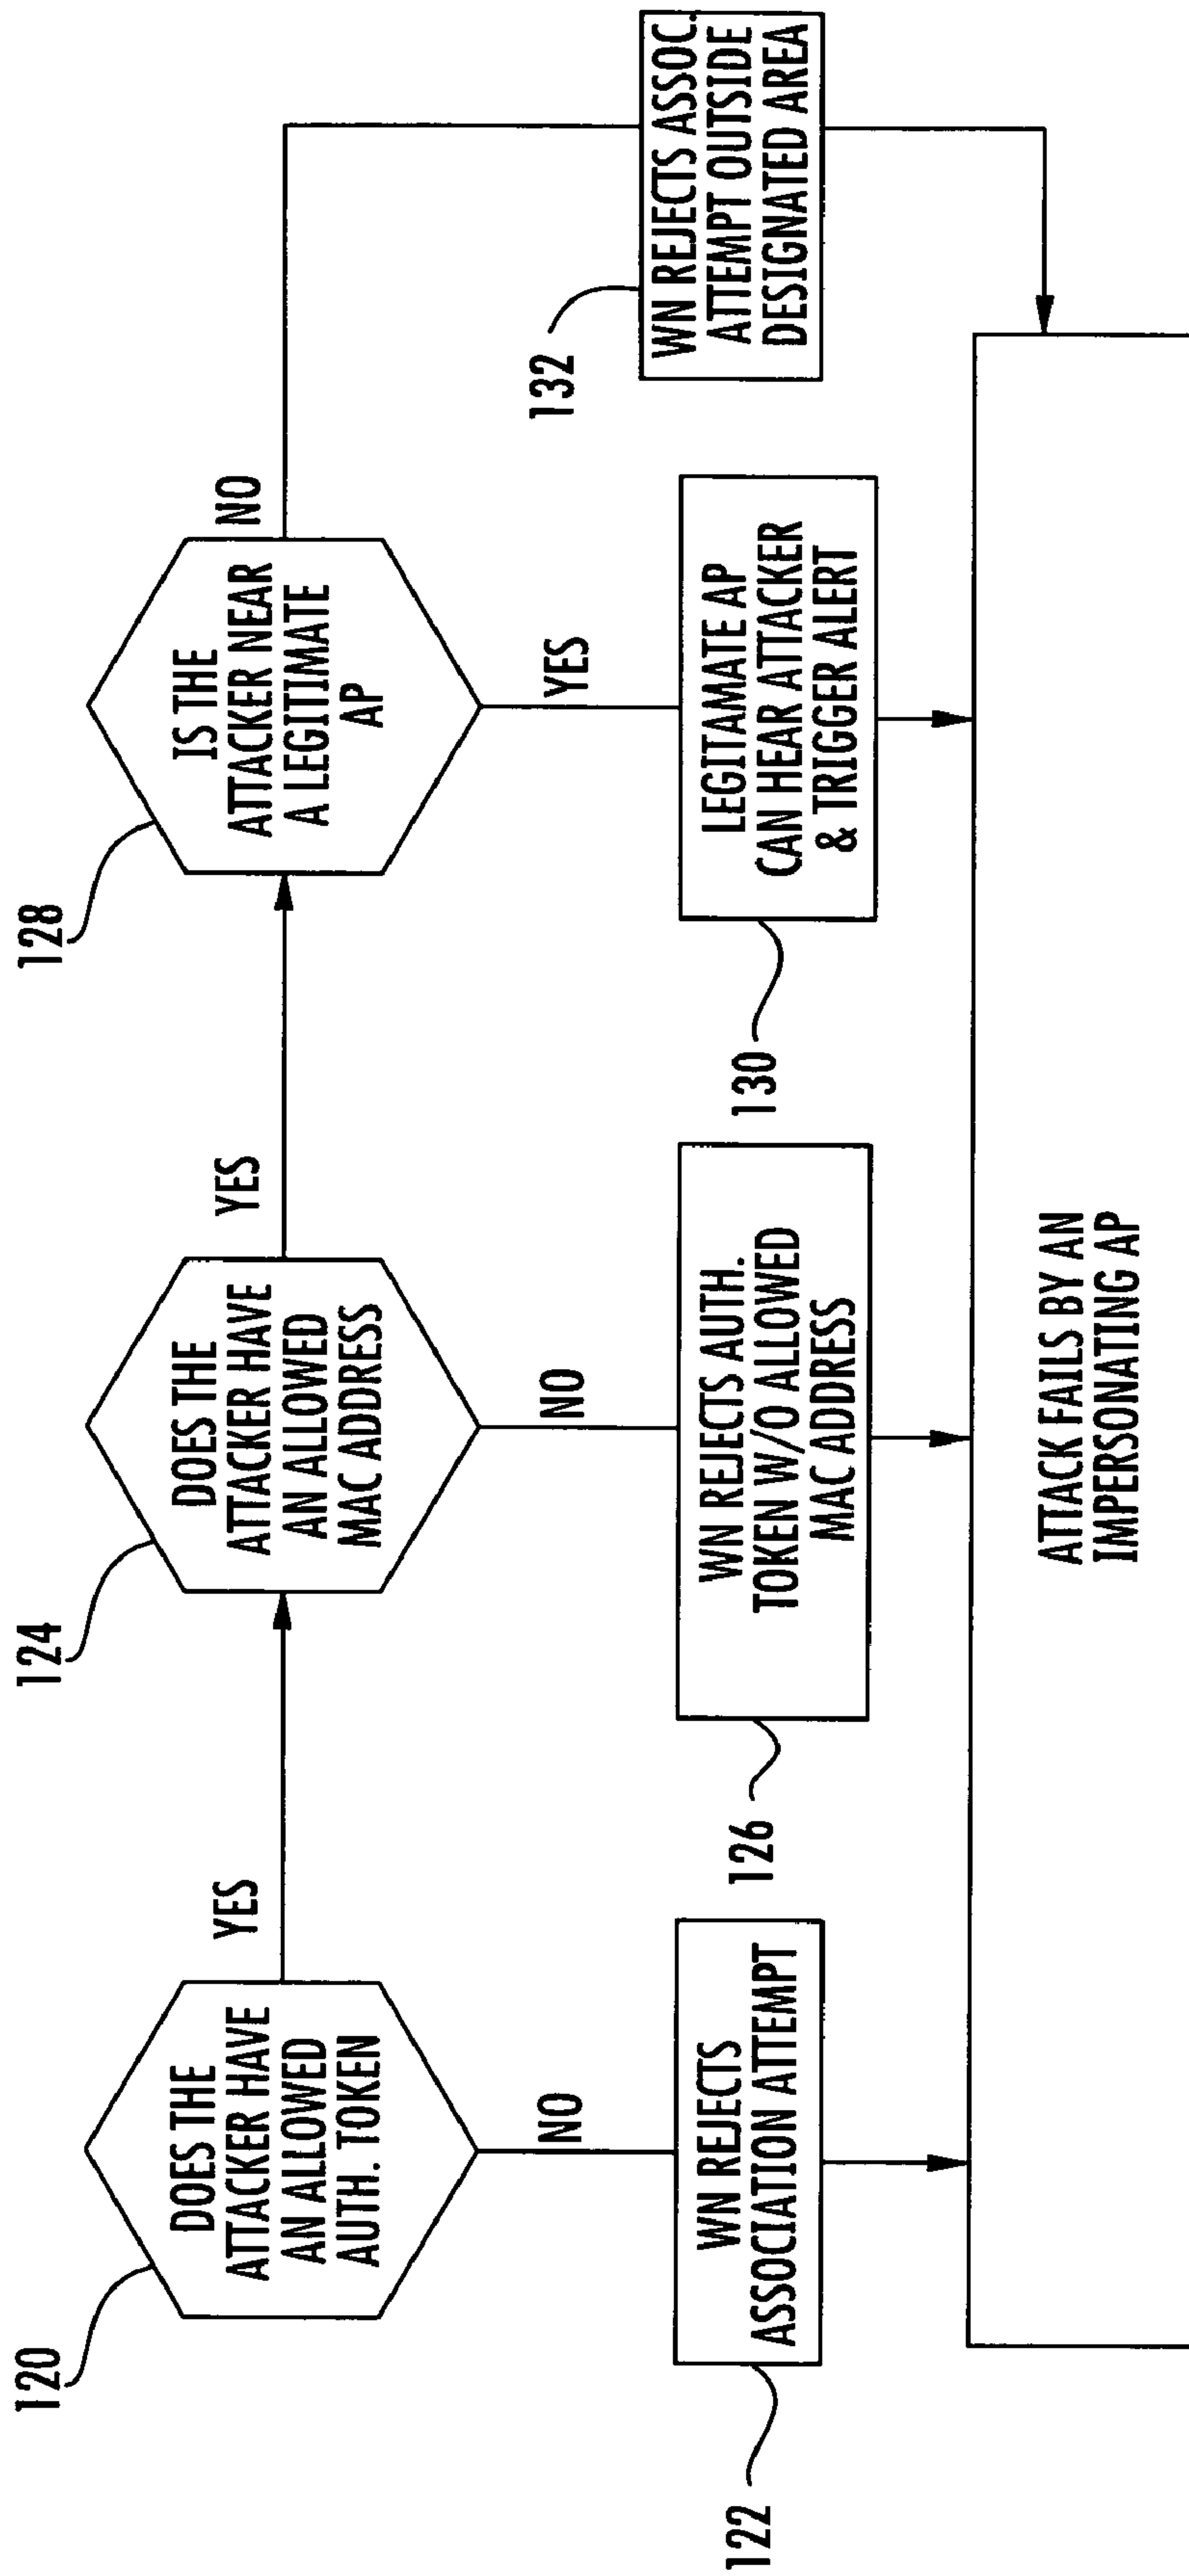 120
DOES THE
ATTACKER HAVE
AN ALLOWED
AUTH. TOKEN
YES
NO
122
WN REJECTS
ASSOCIATION ATTEMPT
124
DOES THE
ATTACKER HAVE
AN ALLOWED
MAC ADDRESS
YES
NO
126
WN REJECTS AUTH.
TOKEN W/O ALLOWED
MAC ADDRESS
128
IS THE
ATTACKER NEAR
A LEGITIMATE
AP
NO
YES
130
LEGITAMATE AP
CAN HEAR ATTACKER
& TRIGGER ALERT
132
WN REJECTS ASSOC.
ATTEMPT OUTSIDE
DESIGNATED AREA
ATTACK FAILS BY AN
IMPERSONATING AP